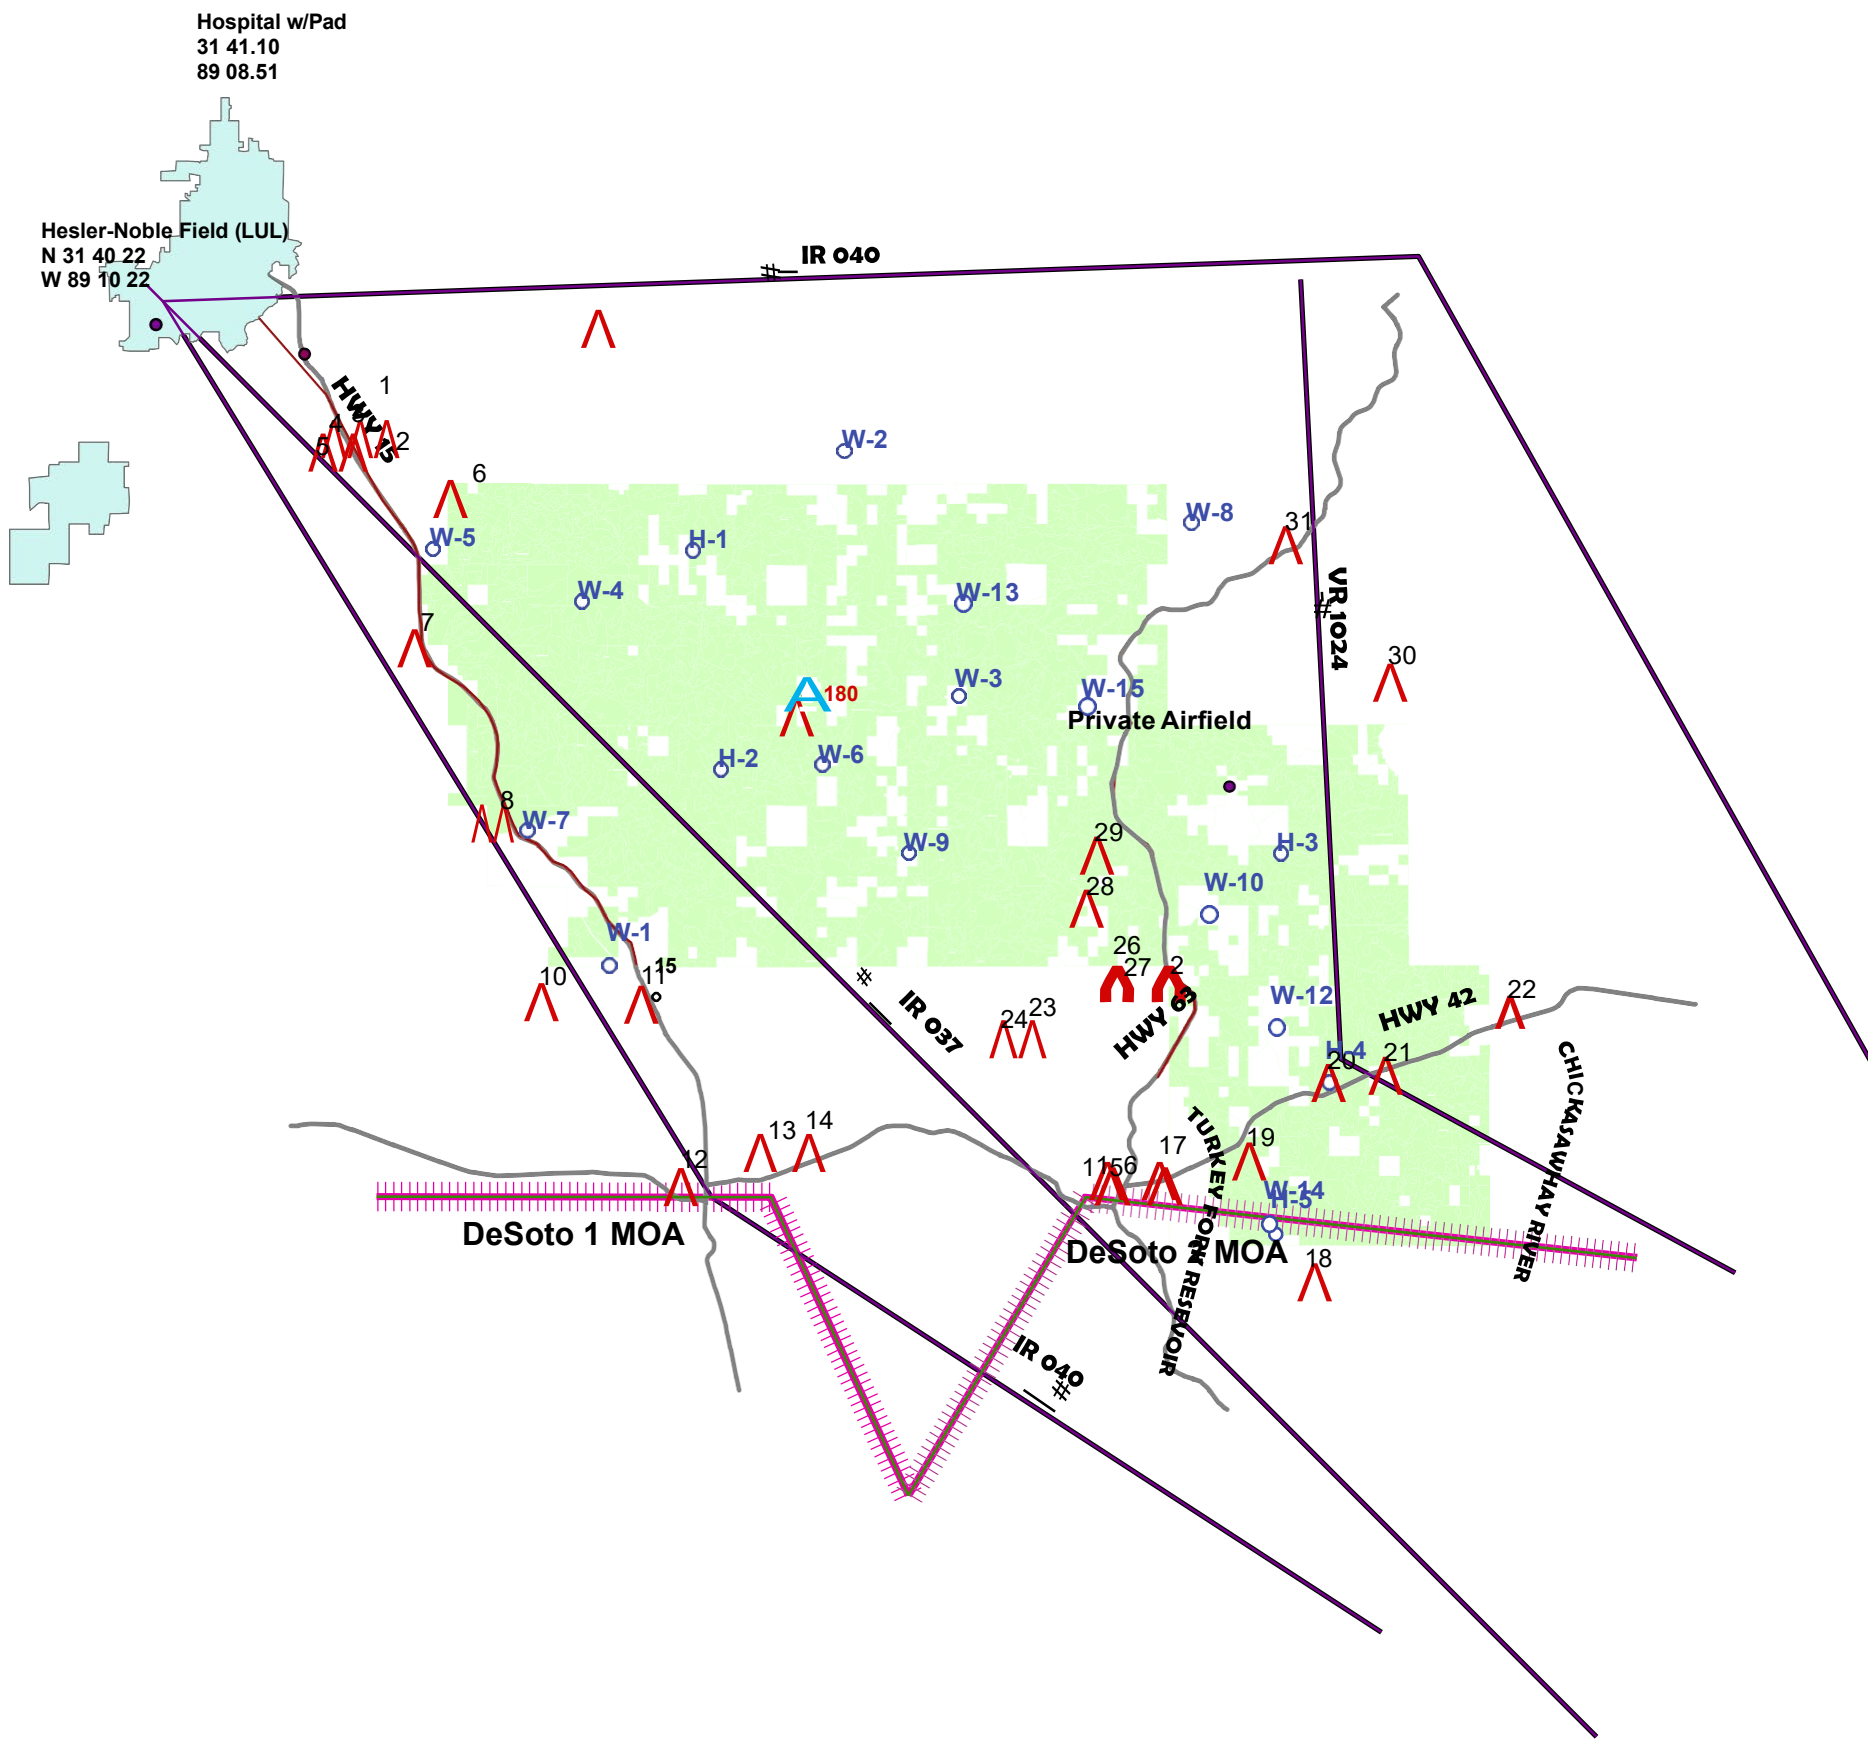 Hospital w/Pad
31 41.10
89 08.51
Hesler-Noble Field (LUL)
N 31 40 22
W 89 10 22
IR 040
#
HWY 15
1
4
2
5
6
W-2
W-5
H-1
W-8
31
W-4
W-13
VR 1024
#
7
30
180
W-3
W-15
Private Airfield
H-2
W-6
8
W-7
W-9
29
H-3
28
W-10
W-1
10
11
15
#
IR 037
26
27
2
HWY 63
24
23
W-12
HWY 42
22
H-4
20
21
CHICKASAWHAY RIVER
12
13
14
17
19
TURKEY FORK RESEVOIR
W-14
H-5
DeSoto 1 MOA
DeSoto
MOA
18
IR 040
#